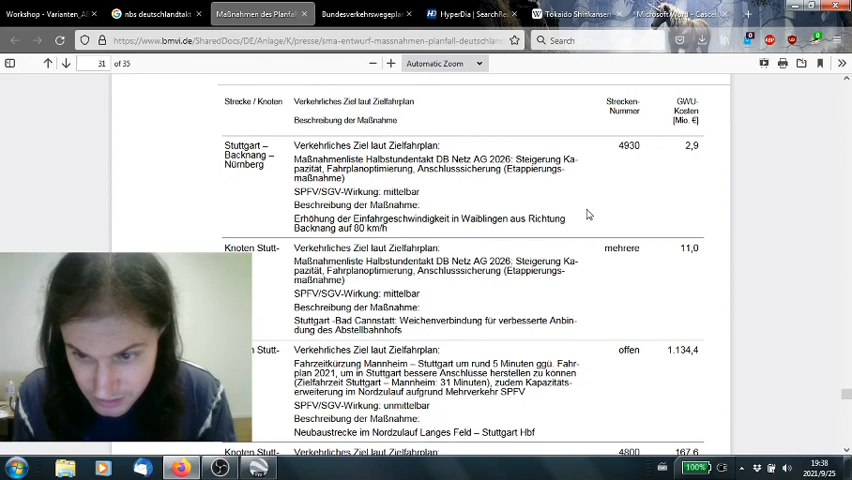 Workshop - Varianten_A
nbs deutschlandtakt
Maßnahmen des Planfall
Bundesverkehrswegeplan
HyperDia | SearchRe
Tōkaidō Shinkansen
Microsoft Word - Casca
https://www.bmvi.de/SharedDocs/DE/Anlage/K/presse/sma-entwurf-massnahmen-planfall-deutschlan
Search
31 of 35
Automatic Zoom
Strecke / Knoten
Verkehrliches Ziel laut Zielfahrplan
Beschreibung der Maßnahme
Strecken-
Nummer
GWU-
Kosten
[Mio. €]
Stuttgart –
Backnang –
Nürnberg
Verkehrliches Ziel laut Zielfahrplan:
Maßnahmenliste Halbstundentakt DB Netz AG 2026: Steigerung Ka-
pazität, Fahrplanoptimierung, Anschlusssicherung (Etappierungs-
maßnahme)
SPFV/SGV-Wirkung: mittelbar
Beschreibung der Maßnahme:
Erhöhung der Einfahrgeschwindigkeit in Waiblingen aus Richtung
Backnang auf 80 km/h
4930
2,9
Knoten Stutt-
Verkehrliches Ziel laut Zielfahrplan:
Maßnahmenliste Halbstundentakt DB Netz AG 2026: Steigerung Ka-
pazität, Fahrplanoptimierung, Anschlusssicherung (Etappierungs-
maßnahme)
SPFV/SGV-Wirkung: mittelbar
Beschreibung der Maßnahme:
Stuttgart -Bad Cannstatt: Weichenverbindung für verbesserte Anbin-
dung des Abstellbahnhofs
mehrere
11,0
en Stutt-
Verkehrliches Ziel laut Zielfahrplan:
Fahrzeitkürzung Mannheim – Stuttgart um rund 5 Minuten ggü. Fahr-
plan 2021, um in Stuttgart bessere Anschlüsse herstellen zu können
(Zielfahrzeit Stuttgart – Mannheim: 31 Minuten), zudem Kapazitäts-
erweiterung im Nordzulauf aufgrund Mehrverkehr SPFV
SPFV/SGV-Wirkung: unmittelbar
Beschreibung der Maßnahme:
Neubaustrecke im Nordzulauf Langes Feld – Stuttgart Hbf
offen
1.134,4
Knoten Stutt-
Verkehrliches Ziel laut Zielfahrplan:
4800
167,6
100%
19:38
2021/9/25